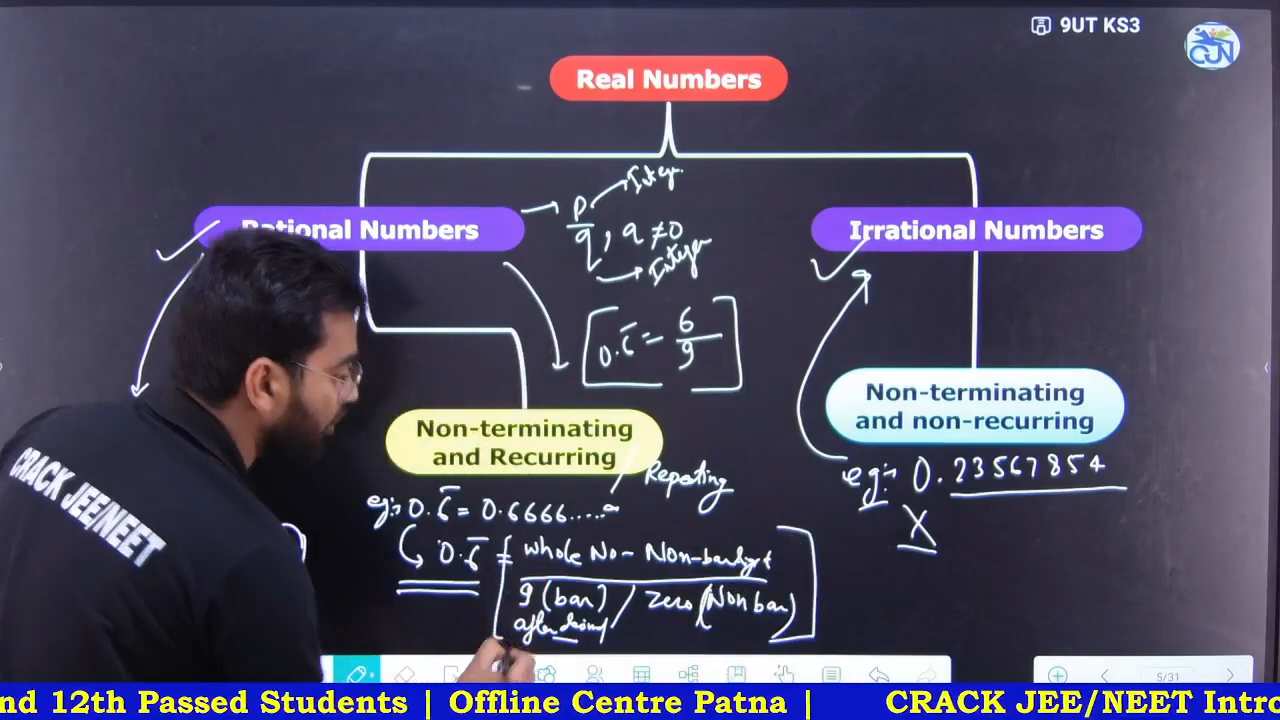 9UT KS3
CJN
Real Numbers
Rational Numbers
p/q, q ≠ 0
Integer
Irrational Numbers
[0.6̅ = 6/9]
Non-terminating
and Recurring
Repeating
eg:- 0.6̅ = 0.6666.....∞
0.6̅ = [whole No - Non-bar digit
9 (bar) / zero (Non bar)]
after
Non-terminating
and non-recurring
eg:- 0.23567854
X
CRACK JEE/NEET
5/31
nd 12th Passed Students | Offline Centre Patna | CRACK JEE/NEET Intro